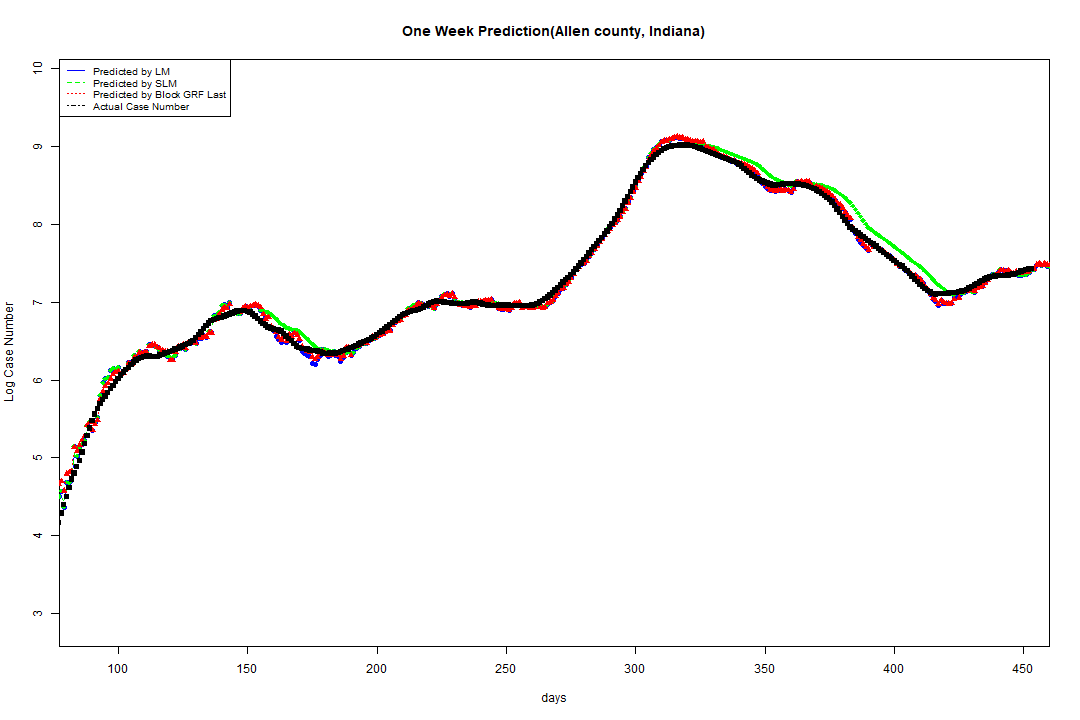 One Week Prediction(Allen county, Indiana)
Predicted by LM
Predicted by SLM
Predicted by Block GRF Last
Actual Case Number
10
9
8
7
6
5
4
3
Log Case Number
100 150 200 250 300 350 400 450
days